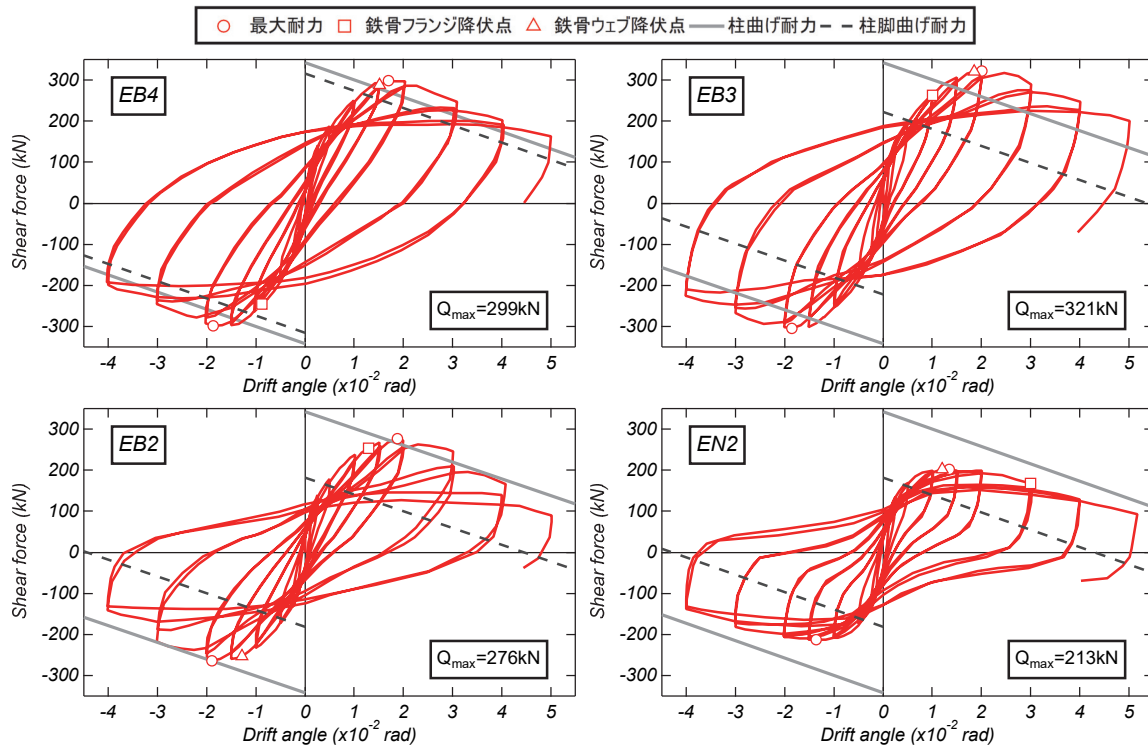 最大耐力 鉄骨フランジ降伏点 鉄骨ウェブ降伏点 柱曲げ耐力 柱脚曲げ耐力
300
200
100
0
-100
-200
-300
Shear force (kN)
EB4
Qmax=299kN
-4 -3 -2 -1 0 1 2 3 4 5
Drift angle (x10-2 rad)
300
200
100
0
-100
-200
-300
Shear force (kN)
EB3
Qmax=321kN
-4 -3 -2 -1 0 1 2 3 4 5
Drift angle (x10-2 rad)
300
200
100
0
-100
-200
-300
Shear force (kN)
EB2
Qmax=276kN
-4 -3 -2 -1 0 1 2 3 4 5
Drift angle (x10-2 rad)
300
200
100
0
-100
-200
-300
Shear force (kN)
EN2
Qmax=213kN
-4 -3 -2 -1 0 1 2 3 4 5
Drift angle (x10-2 rad)